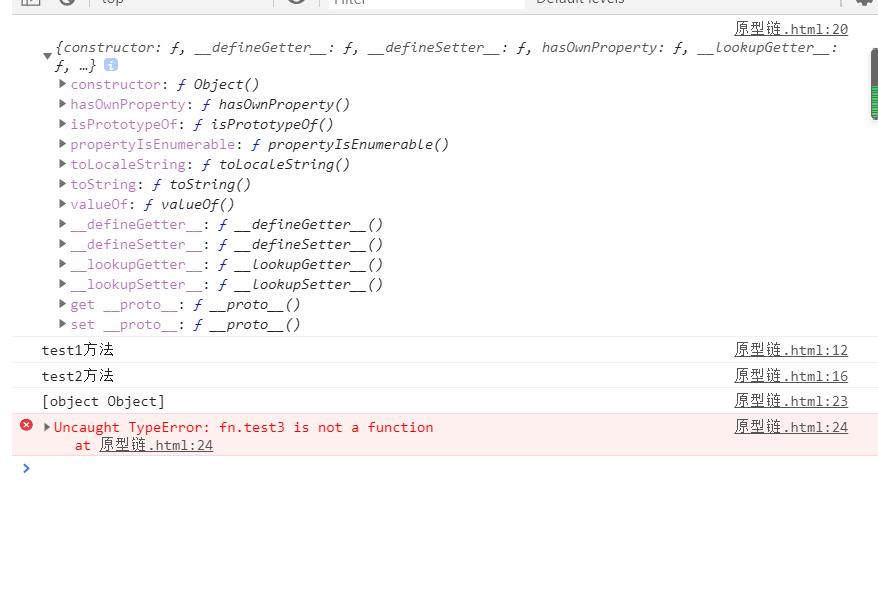 top
Filter
Default levels
原型链.html:20
{constructor: ƒ, __defineGetter__: ƒ, __defineSetter__: ƒ, hasOwnProperty: ƒ, __lookupGetter__:
ƒ, …} i
constructor: ƒ Object()
hasOwnProperty: ƒ hasOwnProperty()
isPrototypeOf: ƒ isPrototypeOf()
propertyIsEnumerable: ƒ propertyIsEnumerable()
toLocaleString: ƒ toLocaleString()
toString: ƒ toString()
valueOf: ƒ valueOf()
__defineGetter__: ƒ __defineGetter__()
__defineSetter__: ƒ __defineSetter__()
__lookupGetter__: ƒ __lookupGetter__()
__lookupSetter__: ƒ __lookupSetter__()
get __proto__: ƒ __proto__()
set __proto__: ƒ __proto__()
test1方法 原型链.html:12
test2方法 原型链.html:16
[object Object] 原型链.html:23
Uncaught TypeError: fn.test3 is not a function 原型链.html:24
at 原型链.html:24